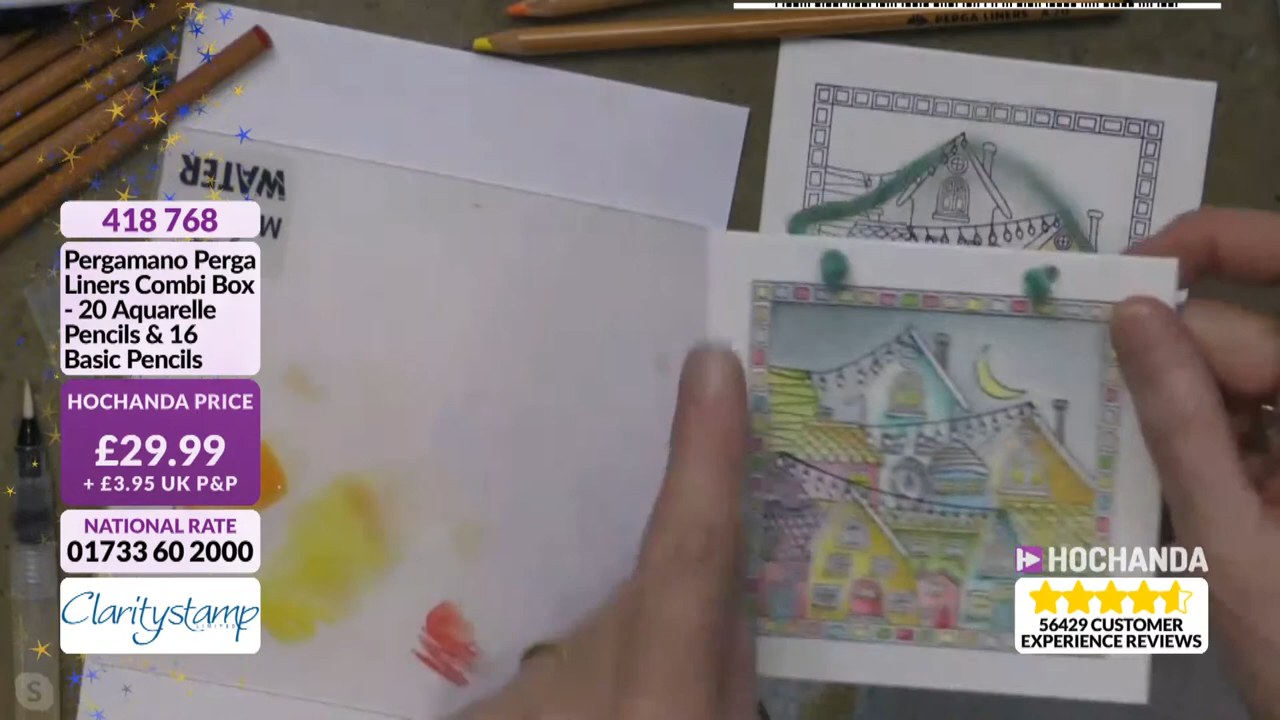 PERGA LINERS
WATER
M
418 768
Pergamano Perga
Liners Combi Box
- 20 Aquarelle
Pencils & 16
Basic Pencils
HOCHANDA PRICE
£29.99
+ £3.95 UK P&P
NATIONAL RATE
01733 60 2000
Claritystamp
LIMITED
HOCHANDA
56429 CUSTOMER
EXPERIENCE REVIEWS
S